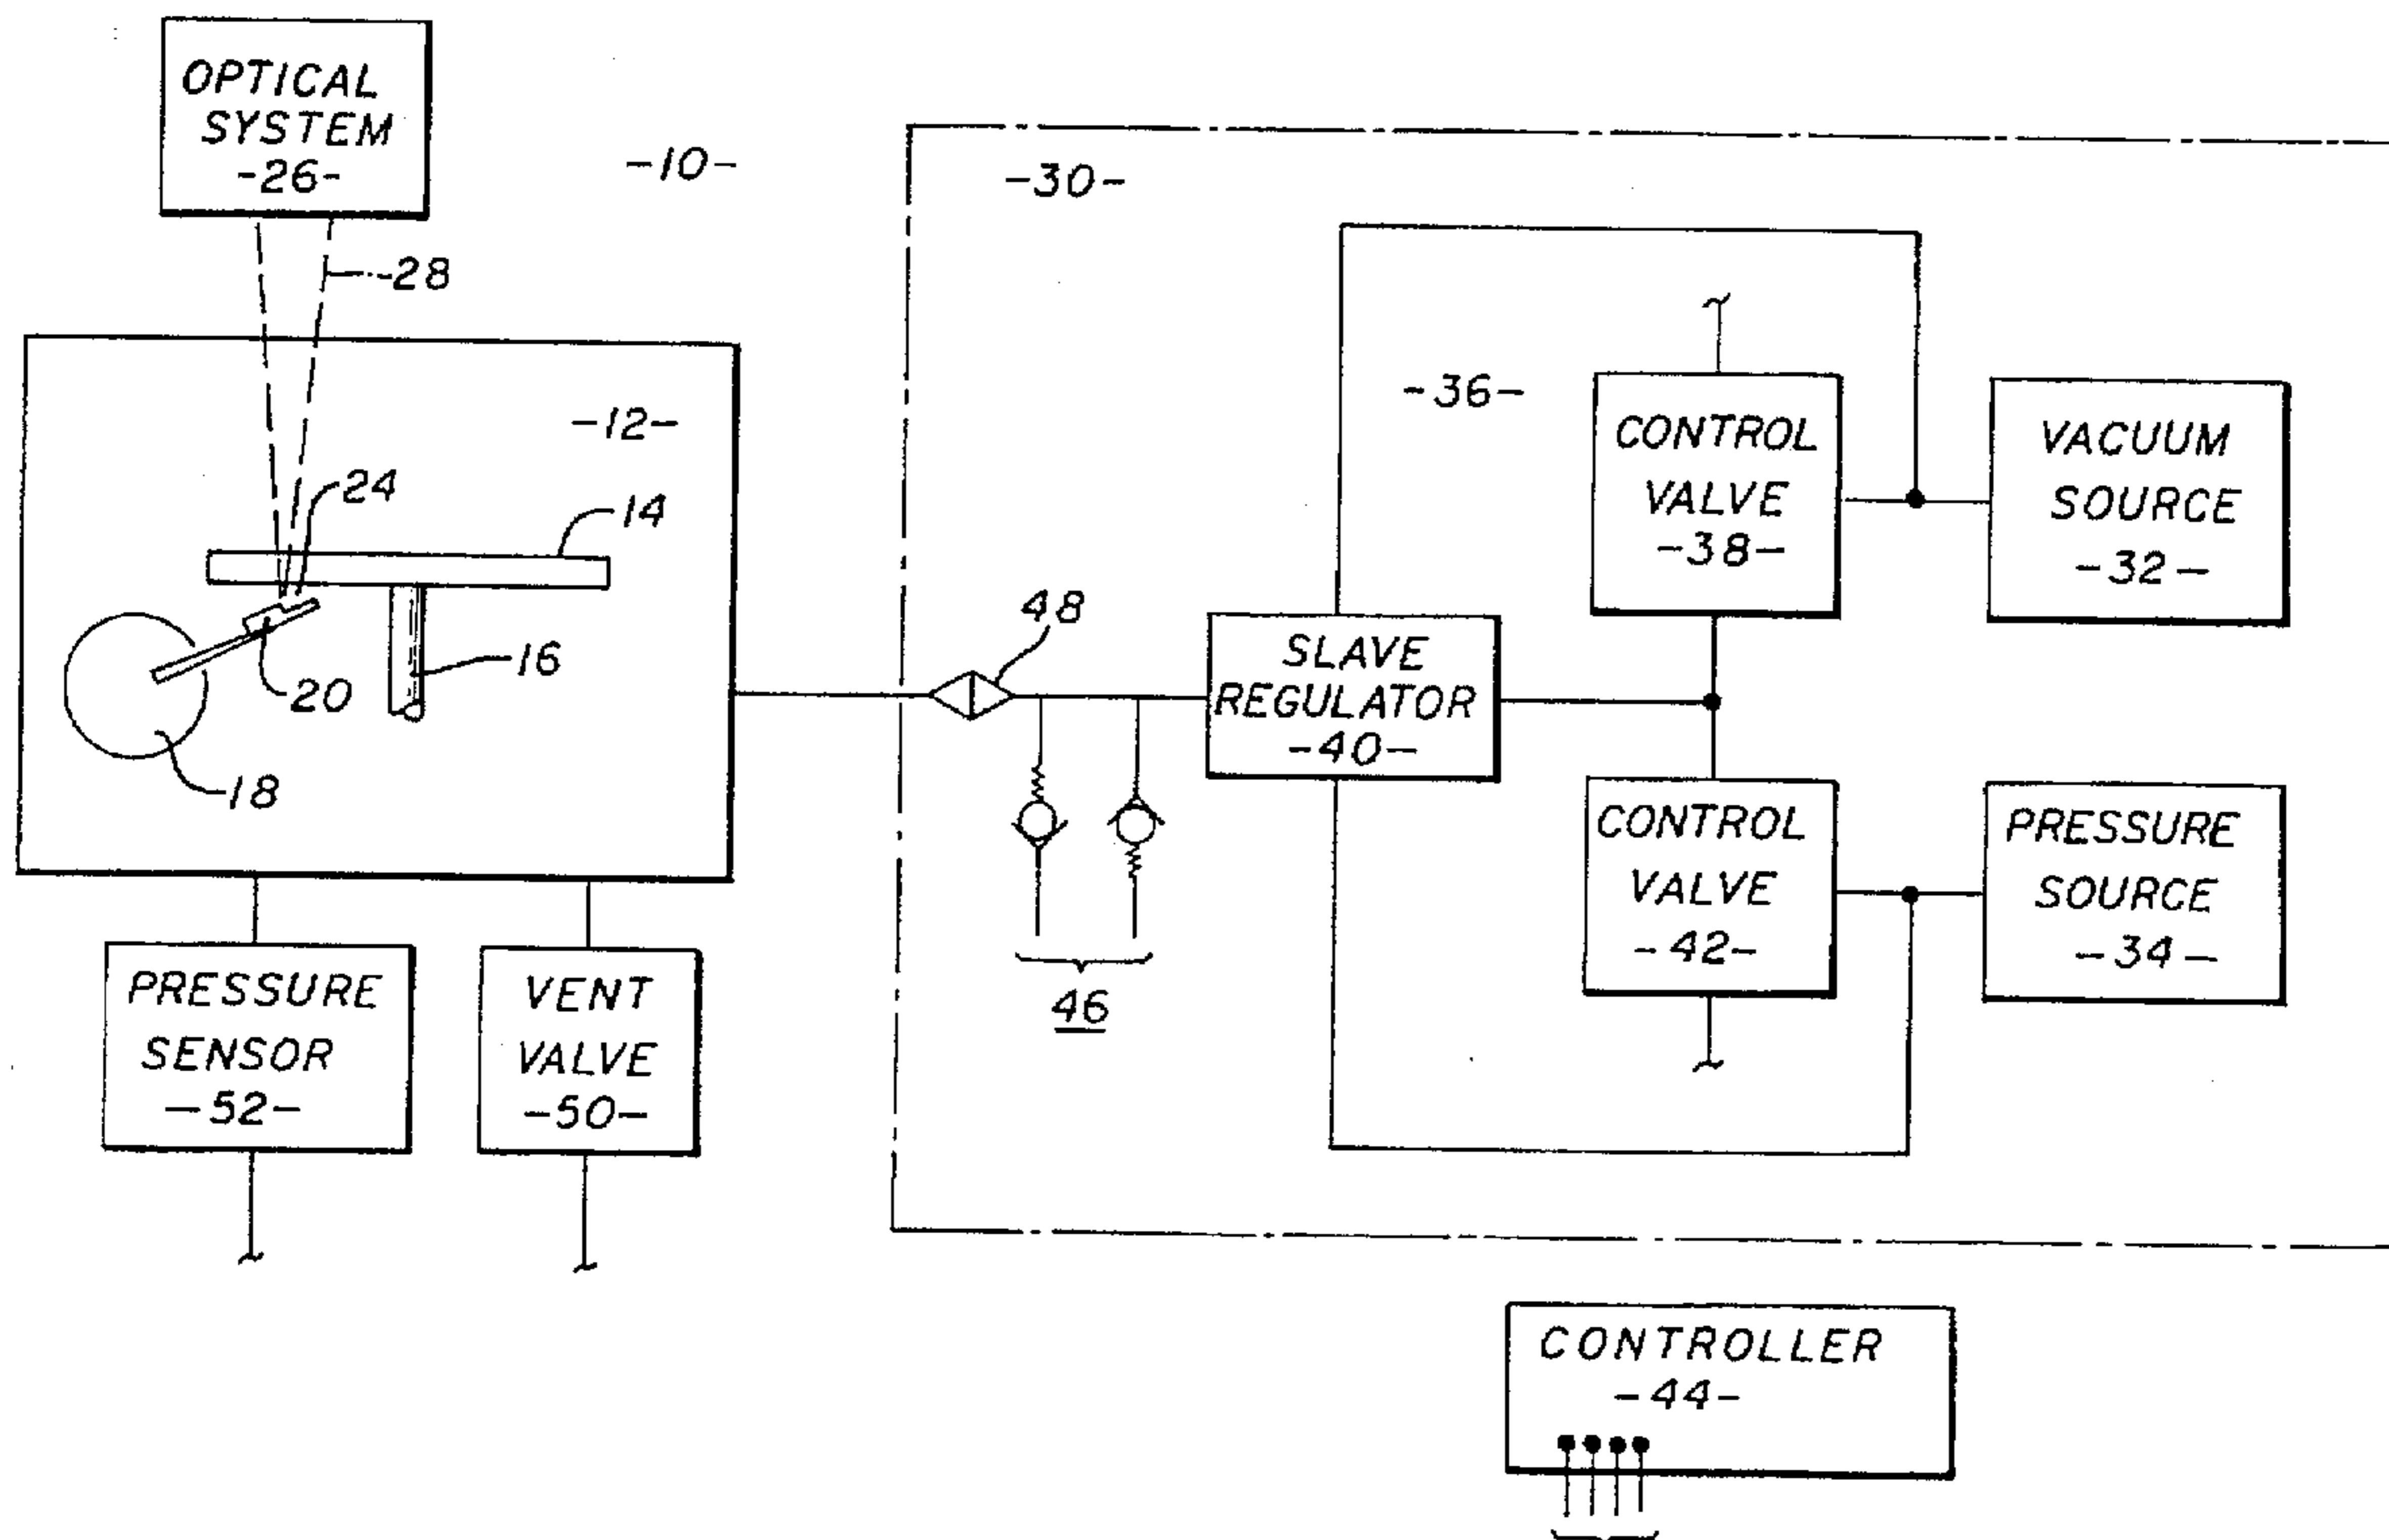 OPTICAL
SYSTEM
-26-
-10-
-30-
28
-12-
24
14
16
20
18
-36-
CONTROL
VALVE
-38-
VACUUM
SOURCE
-32-
48
SLAVE
REGULATOR
-40-
46
CONTROL
VALVE
-42-
PRESSURE
SOURCE
-34-
PRESSURE
SENSOR
-52-
VENT
VALVE
-50-
CONTROLLER
-44-